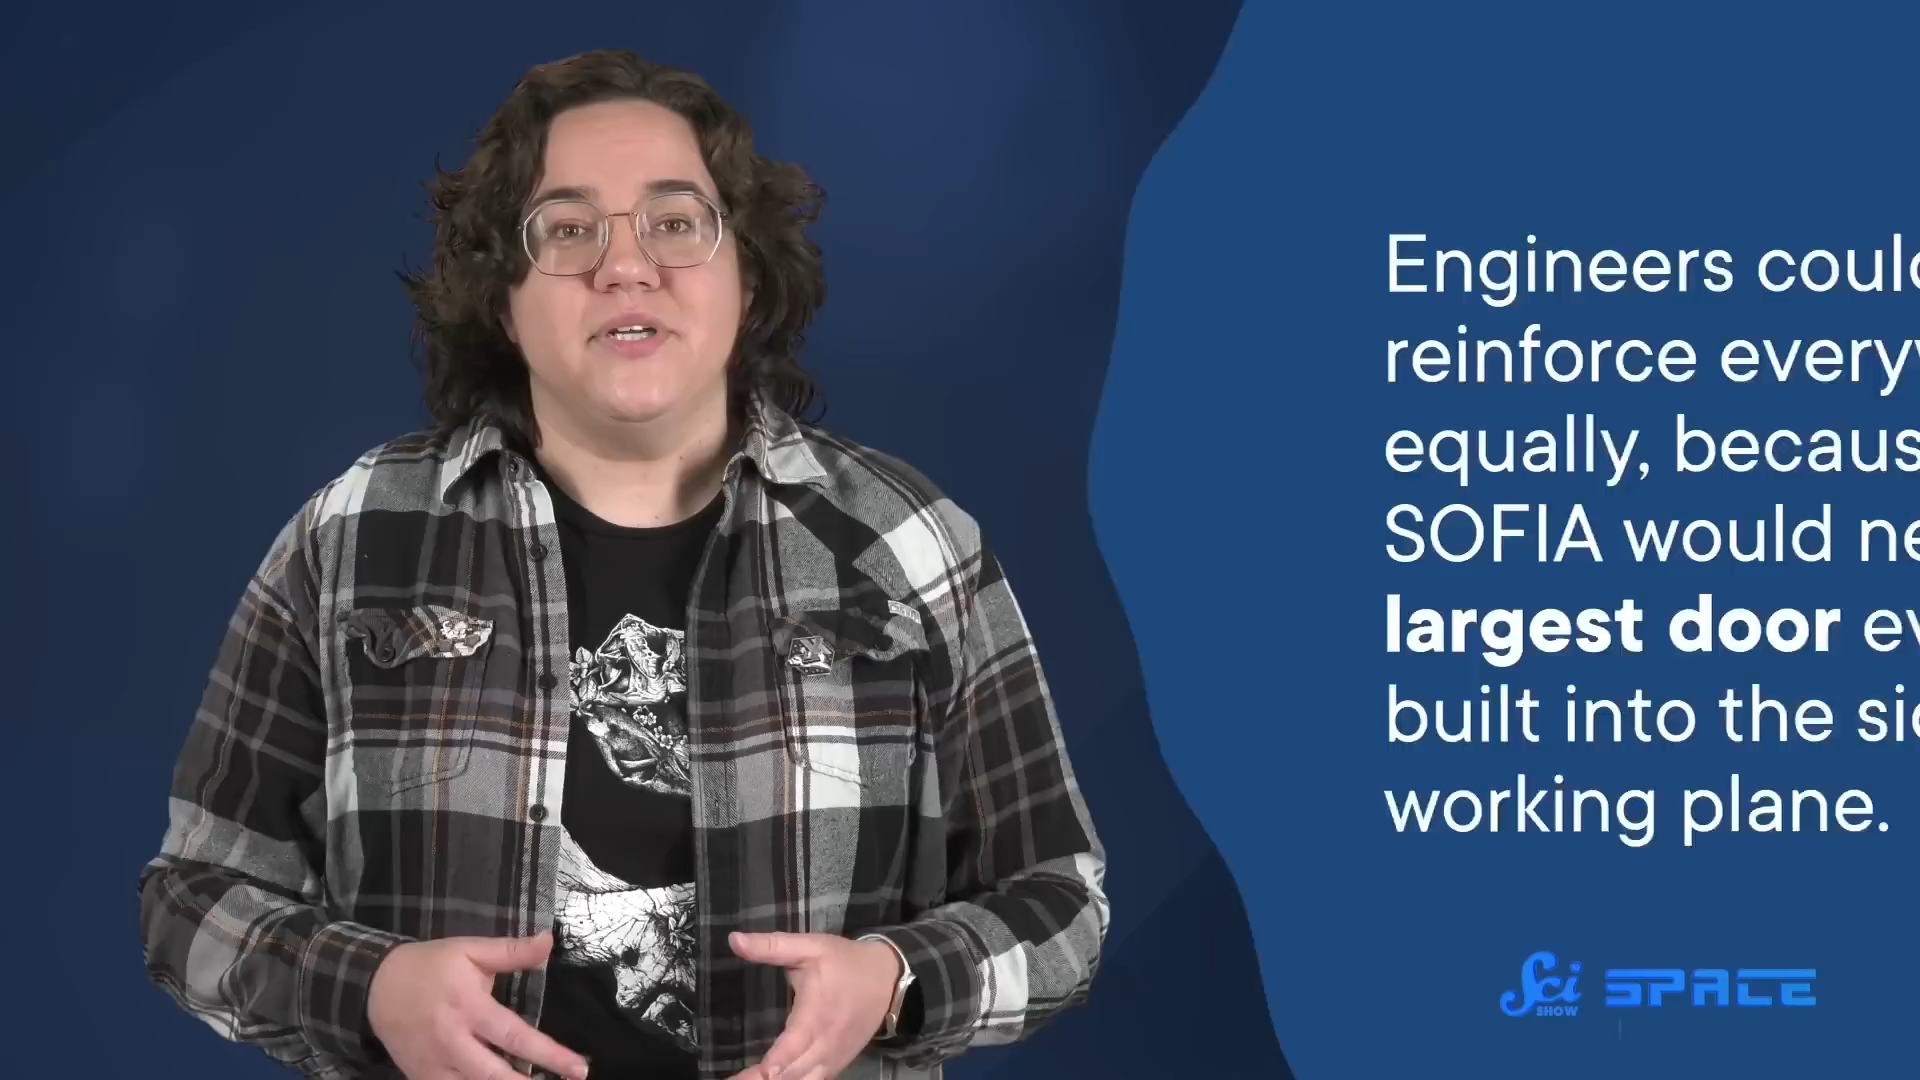 Engineers coul
reinforce every
equally, becaus
SOFIA would ne
largest door ev
built into the si
working plane.
Sci SPACE
SHOW